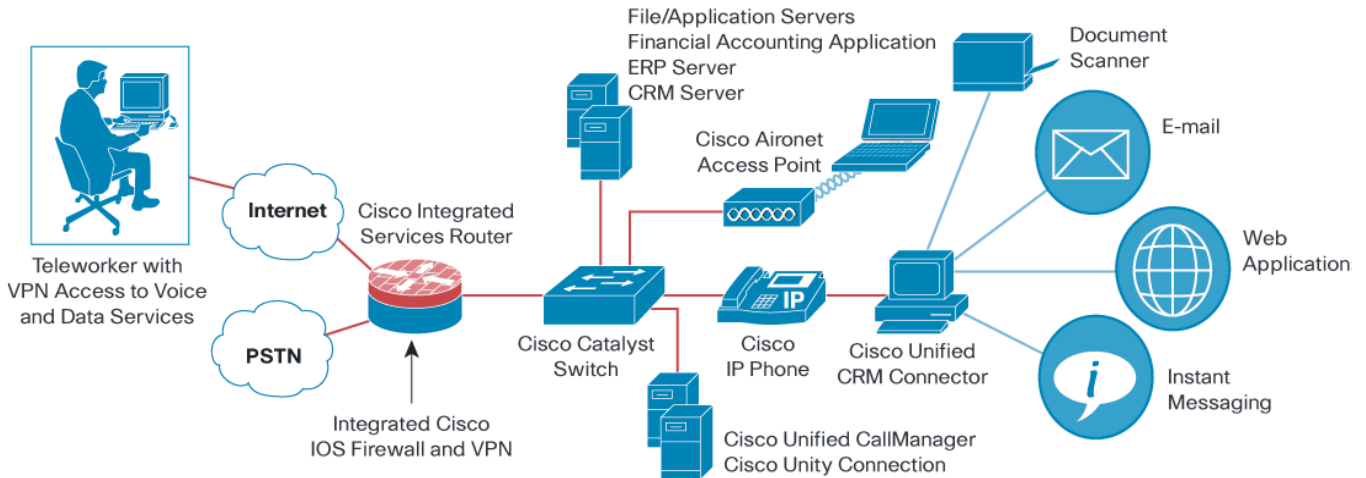 File/Application Servers
Financial Accounting Application
ERP Server
CRM Server
Document
Scanner
E-mail
Cisco Aironet
Access Point
Internet
Cisco Integrated
Services Router
Web
Applications
Teleworker with
VPN Access to Voice
and Data Services
IP
PSTN
Cisco Catalyst
Switch
Cisco
IP Phone
Cisco Unified
CRM Connector
i
Instant
Messaging
Integrated Cisco
IOS Firewall and VPN
Cisco Unified CallManager
Cisco Unity Connection